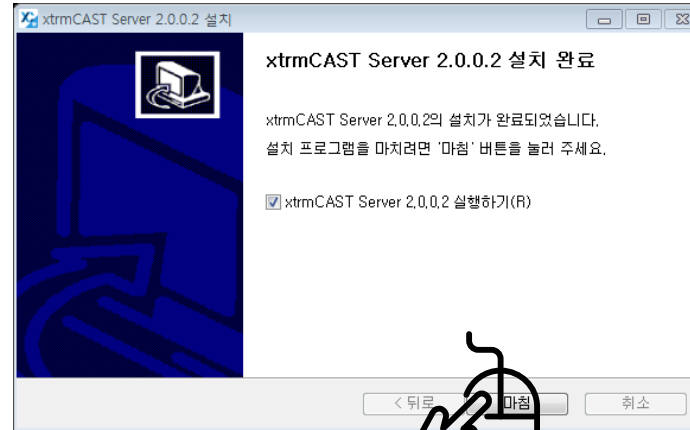 xtrmCAST Server 2.0.0.2 설치
xtrmCAST Server 2.0.0.2 설치 완료
xtrmCAST Server 2,0,0,2의 설치가 완료되었습니다.
설치 프로그램을 마치려면 '마침' 버튼을 눌러 주세요.
xtrmCAST Server 2,0,0,2 실행하기(R)
< 뒤로
마침
취소